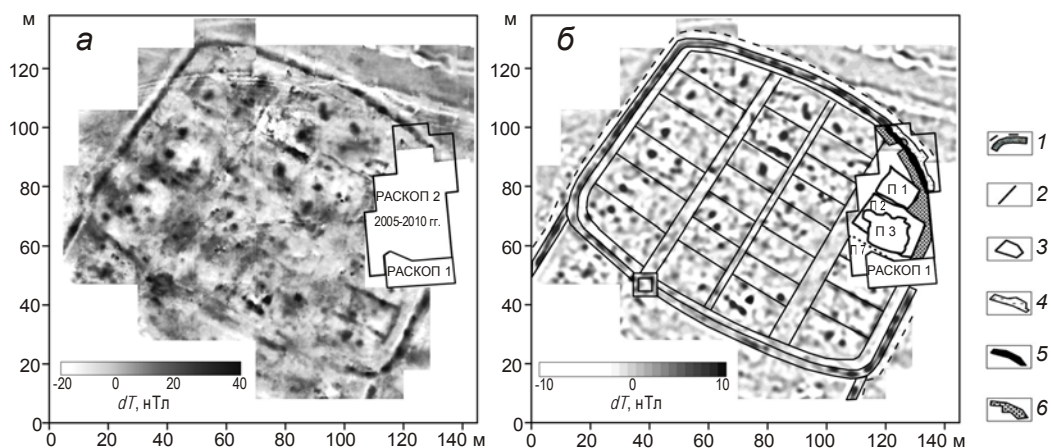 м
а
120
100
80
60
40
20
0
0 20 40 60 80 100 120 140 м
РАСКОП 2
2005-2010 гг.
РАСКОП 1
-20 0 20 40
dT, нТл
м
б
120
100
80
60
40
20
0
0 20 40 60 80 100 120 140 м
П 1
П 2
П 3
П 7
РАСКОП 1
-10 0 10
dT, нТл
1
2
3
4
5
6